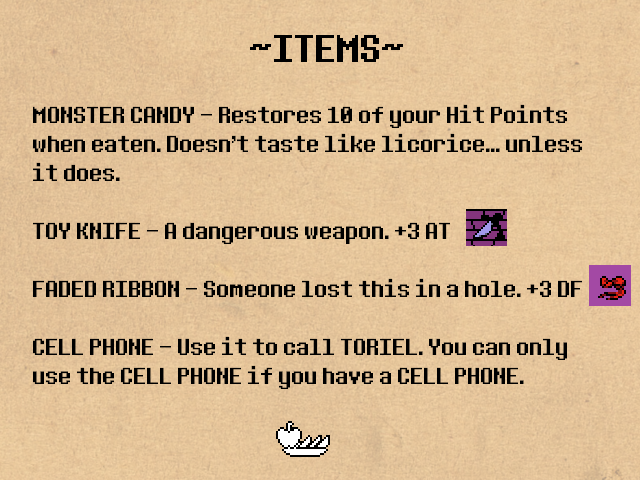 ~ITEMS~
MONSTER CANDY – Restores 10 of your Hit Points
when eaten. Doesn't taste like licorice... unless
it does.
TOY KNIFE – A dangerous weapon. +3 AT
FADED RIBBON – Someone lost this in a hole. +3 DF
CELL PHONE – Use it to call TORIEL. You can only
use the CELL PHONE if you have a CELL PHONE.